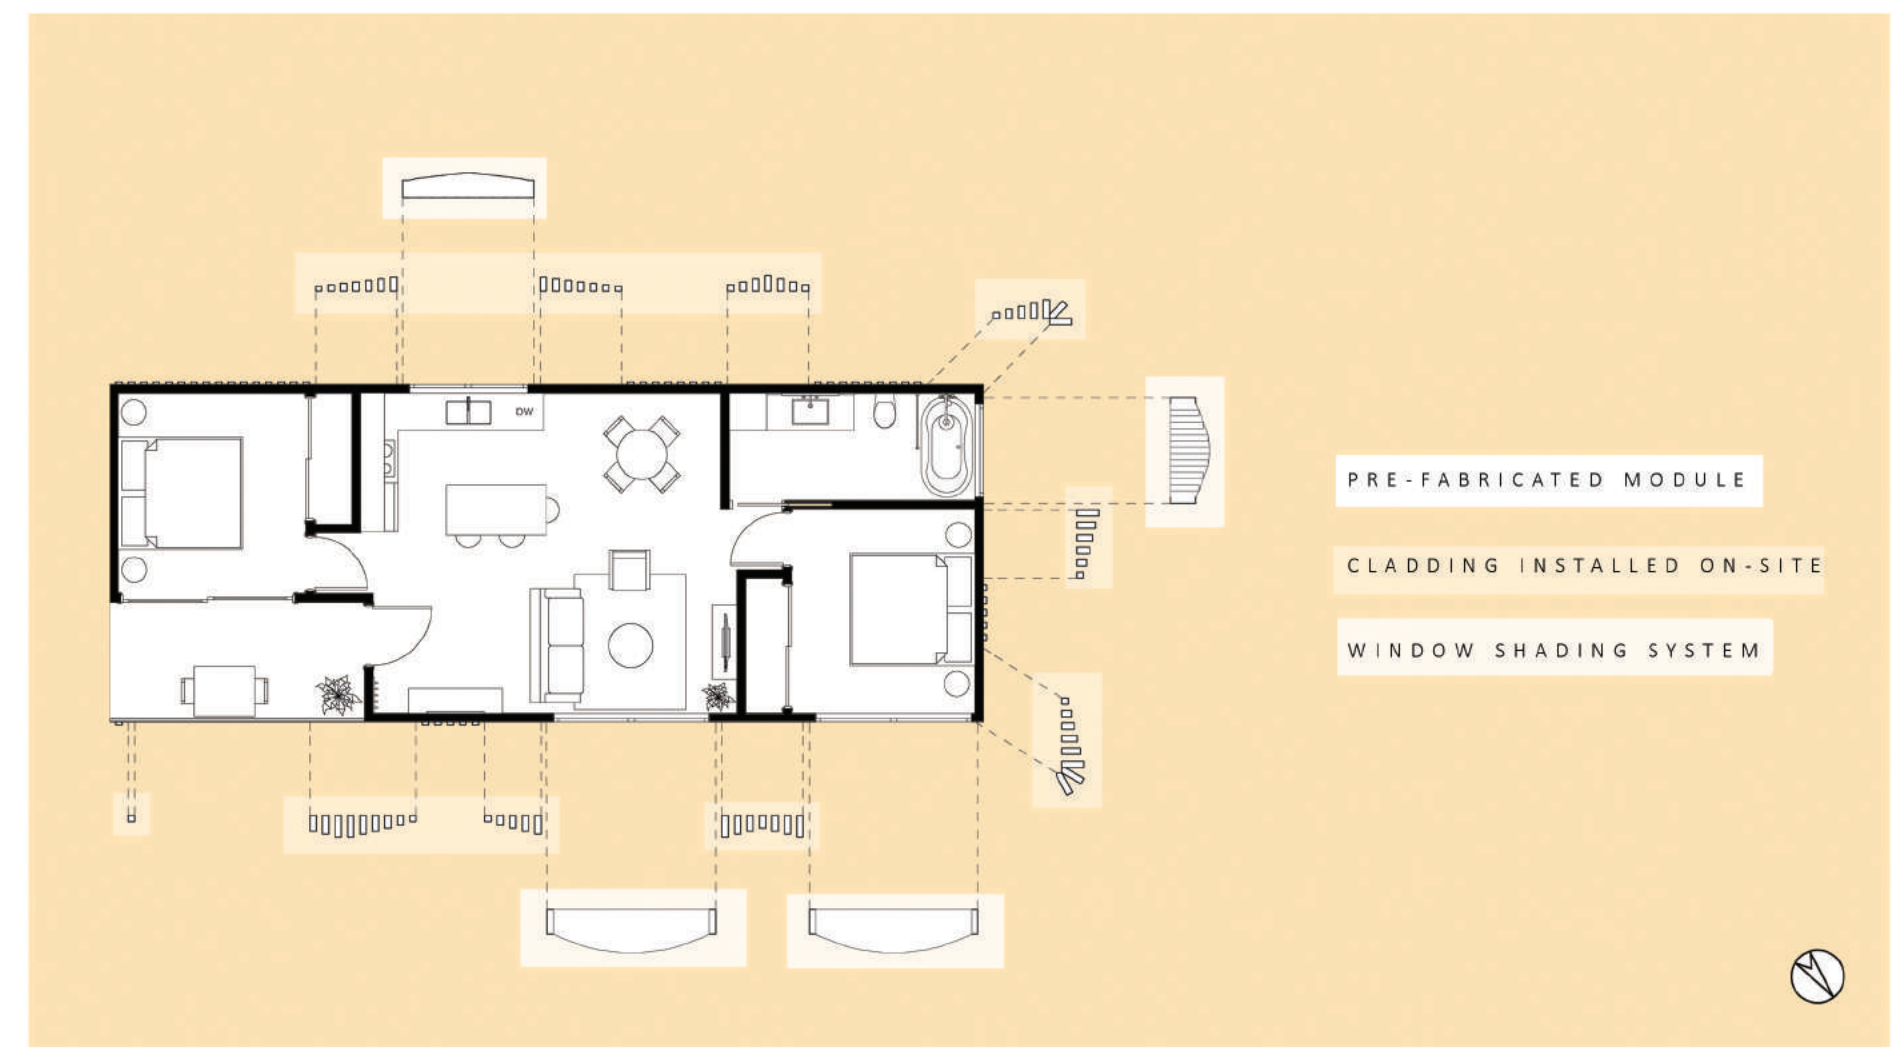 DW
PRE-FABRICATED MODULE
CLADDING INSTALLED ON-SITE
WINDOW SHADING SYSTEM